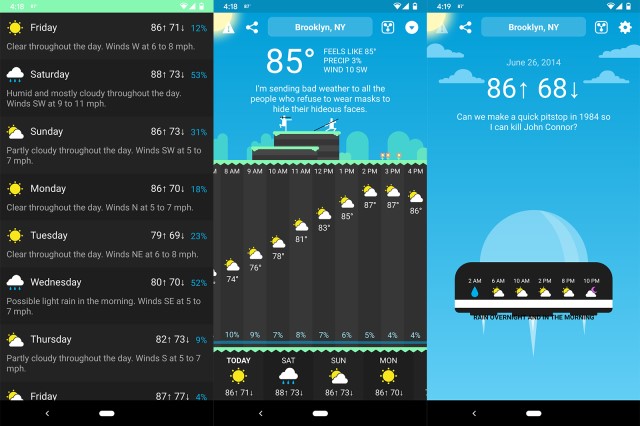 4:18 87°
Friday 86↑ 71↓ 12%
Clear throughout the day. Winds W at 6 to 8 mph.
Saturday 88↑ 73↓ 53%
Humid and mostly cloudy throughout the day.
Winds SW at 9 to 11 mph.
Sunday 86↑ 73↓ 31%
Partly cloudy throughout the day. Winds SW at 5 to
7 mph.
Monday 86↑ 70↓ 18%
Clear throughout the day. Winds N at 5 to 7 mph.
Tuesday 79↑ 69↓ 23%
Clear throughout the day. Winds NE at 6 to 8 mph.
Wednesday 80↑ 70↓ 52%
Possible light rain in the morning. Winds SE at 5 to
7 mph.
Thursday 82↑ 73↓ 9%
Partly cloudy throughout the day. Winds S at 5 to 7
mph.
Friday 87↑ 77↓ 4%
4:18 87°
Brooklyn, NY
85°
FEELS LIKE 85°
PRECIP 3%
WIND 10 SW
I'm sending bad weather to all the
people who refuse to wear masks to
hide their hideous faces.
M 8 AM 9 AM 10 AM 11 AM 12 PM 1 PM 2 PM 3 PM 4 PM
87° 87°
86°
85°
83°
81°
78°
76°
74°
10% 9% 7% 8% 7% 6% 5% 4% 4%
TODAY SAT SUN MON
86↑ 71↓ 88↑ 73↓ 86↑ 73↓ 86↑ 70↓
4:19 87°
Brooklyn, NY
June 26, 2014
86↑ 68↓
Can we make a quick pitstop in 1984 so
I can kill John Connor?
2 AM 6 AM 10 AM 2 PM 8 PM 10 PM
RAIN OVERNIGHT AND IN THE MORNING